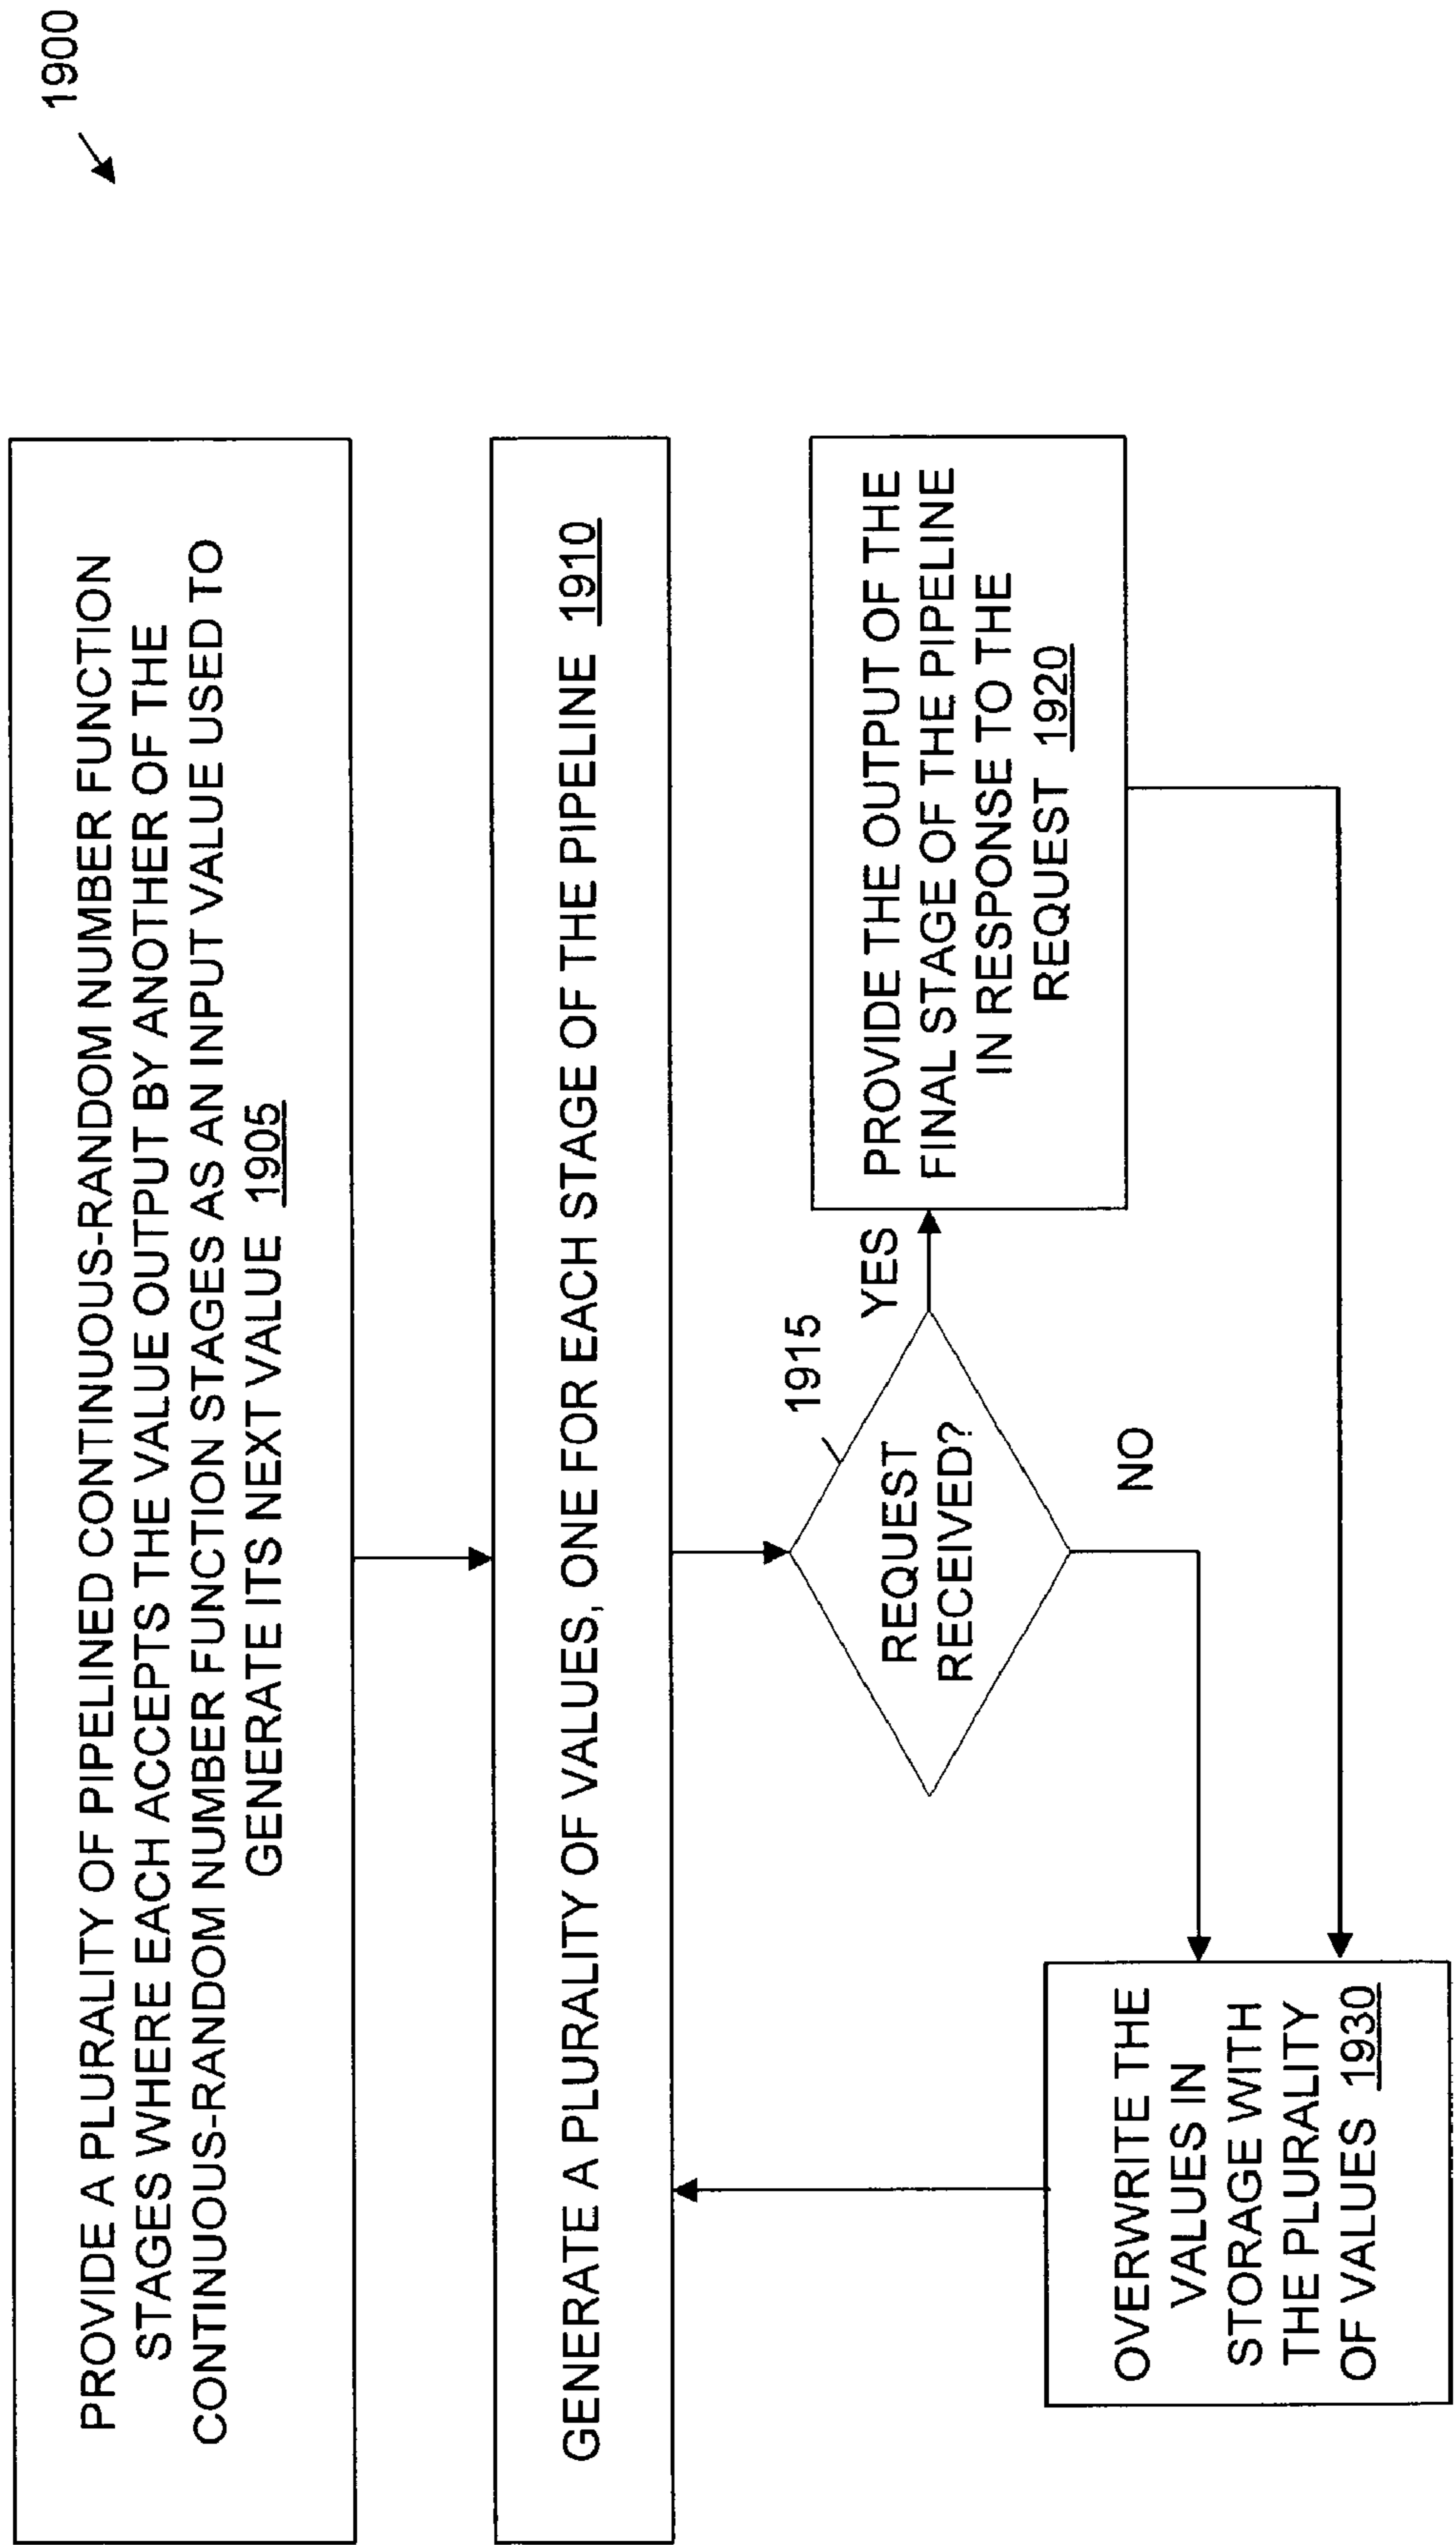 1900
PROVIDE A PLURALITY OF PIPELINED CONTINUOUS-RANDOM NUMBER FUNCTION
STAGES WHERE EACH ACCEPTS THE VALUE OUTPUT BY ANOTHER OF THE
CONTINUOUS-RANDOM NUMBER FUNCTION STAGES AS AN INPUT VALUE USED TO
GENERATE ITS NEXT VALUE 1905
GENERATE A PLURALITY OF VALUES, ONE FOR EACH STAGE OF THE PIPELINE 1910
1915
REQUEST
RECEIVED?
YES
NO
PROVIDE THE OUTPUT OF THE
FINAL STAGE OF THE PIPELINE
IN RESPONSE TO THE
REQUEST 1920
OVERWRITE THE
VALUES IN
STORAGE WITH
THE PLURALITY
OF VALUES 1930